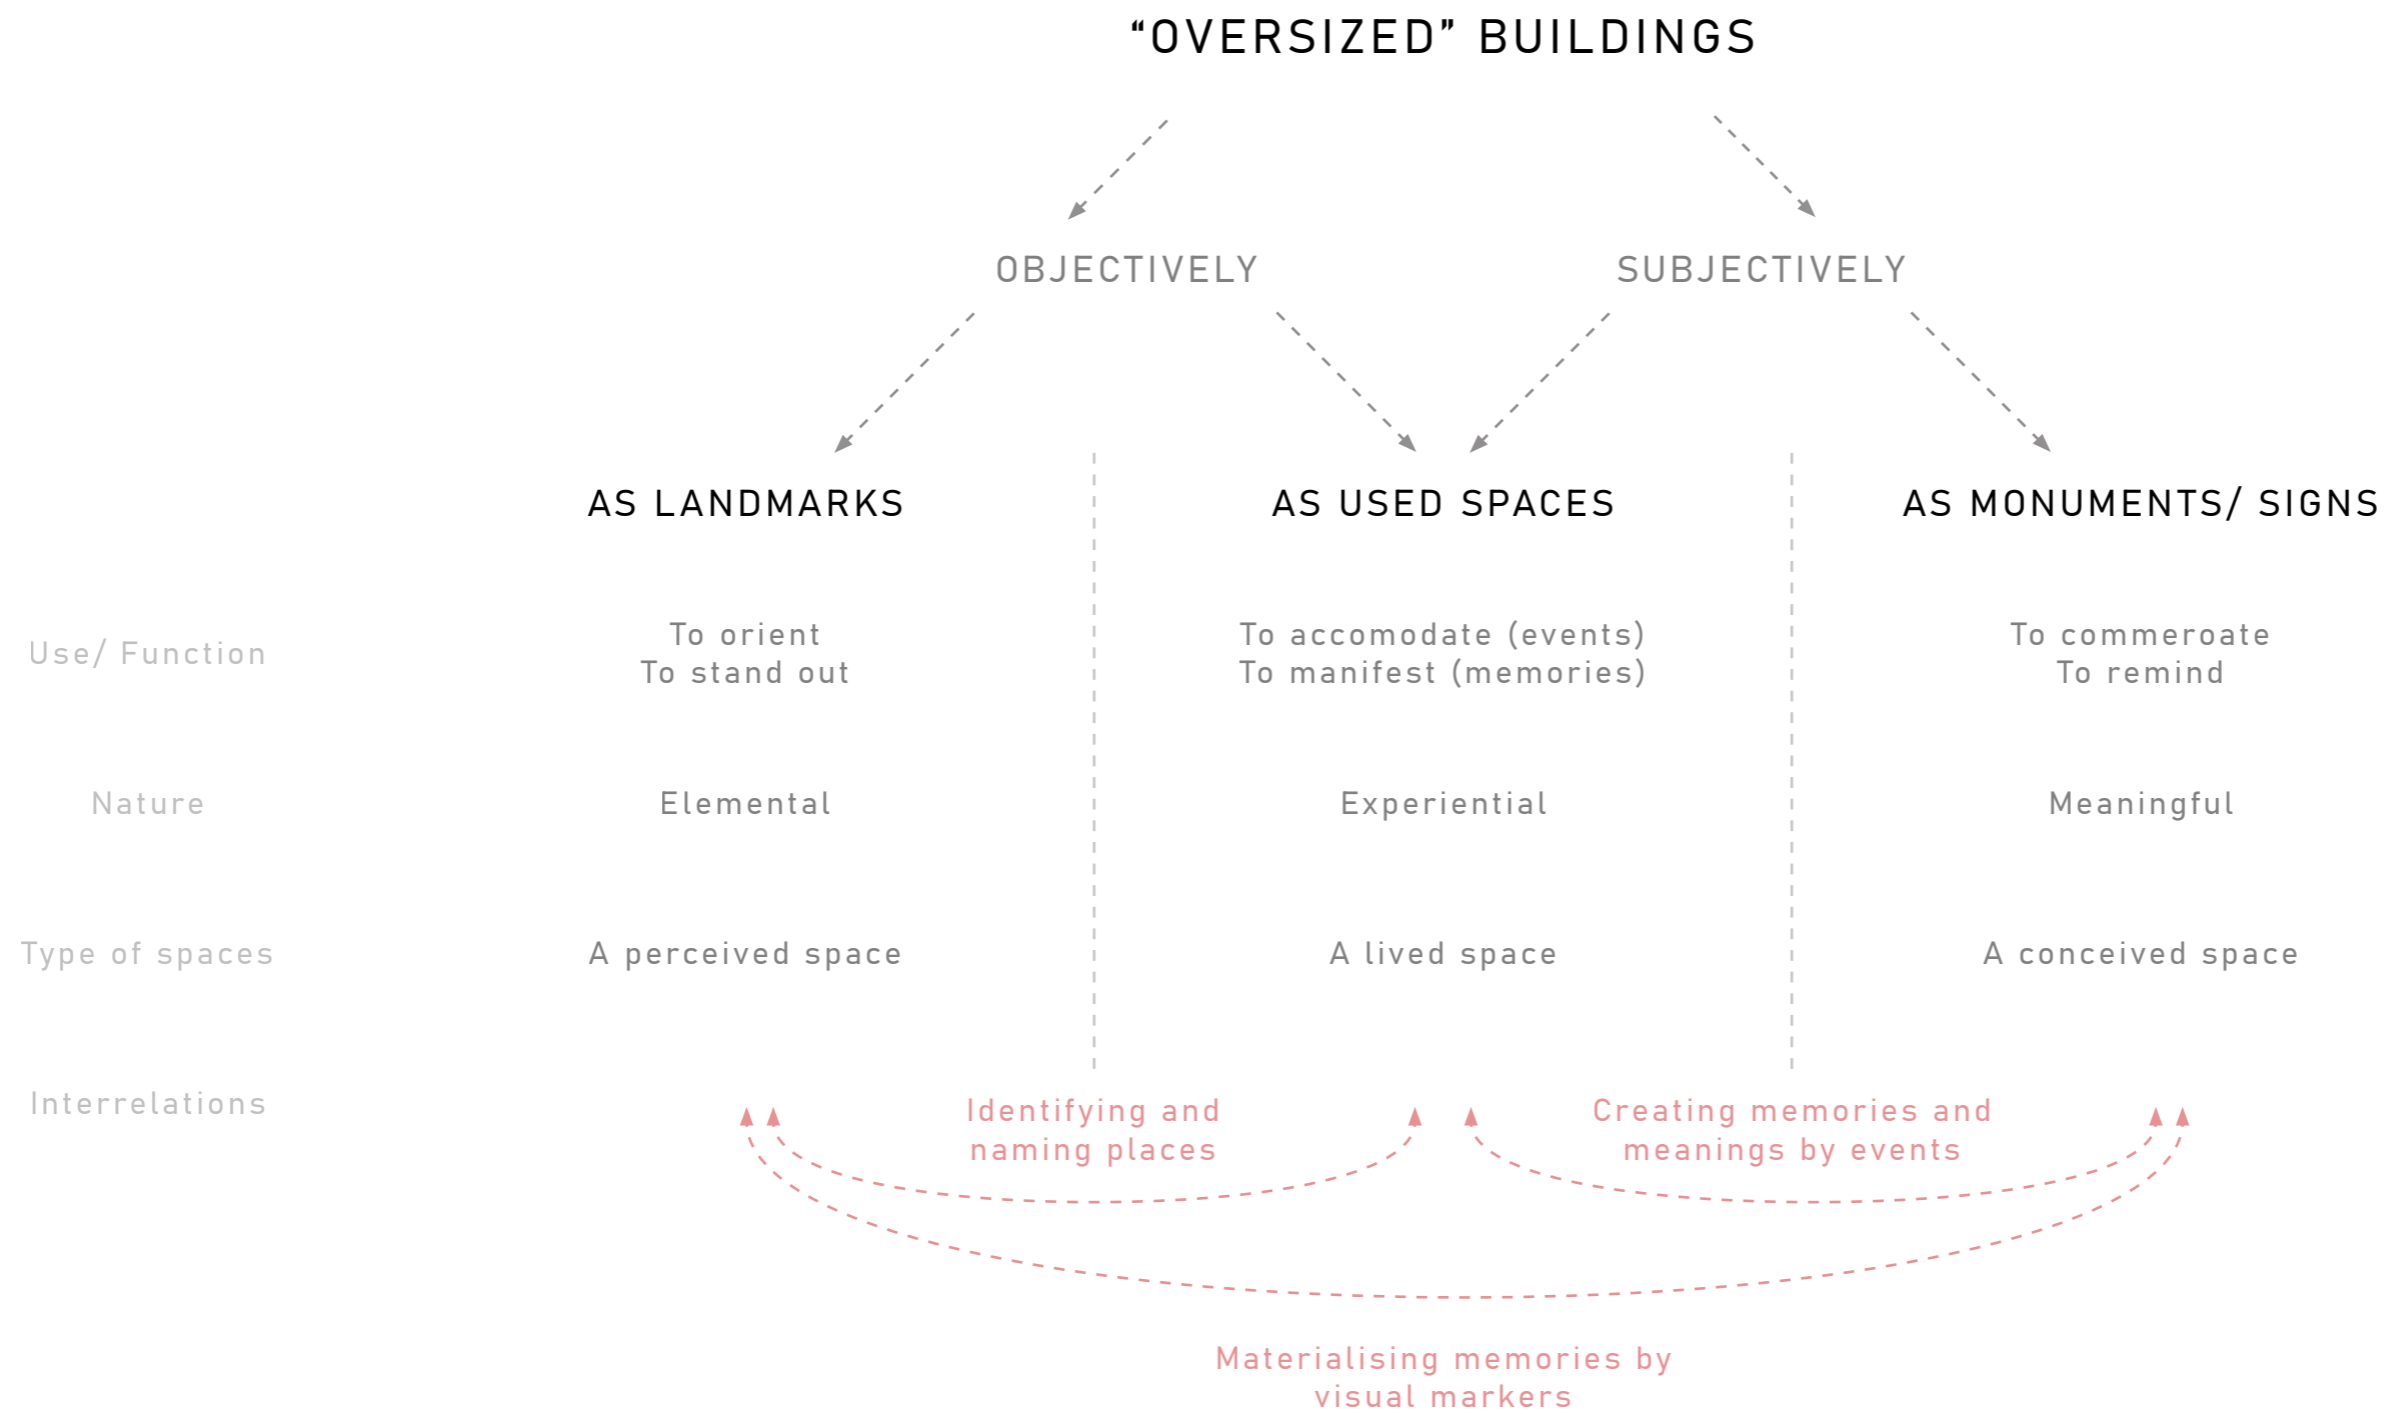 “OVERSIZED” BUILDINGS
OBJECTIVELY
SUBJECTIVELY
AS LANDMARKS
AS USED SPACES
AS MONUMENTS/ SIGNS
Use/ Function
To orient
To stand out
To accomodate (events)
To manifest (memories)
To commeroate
To remind
Nature
Elemental
Experiential
Meaningful
Type of spaces
A perceived space
A lived space
A conceived space
Interrelations
Identifying and
naming places
Creating memories and
meanings by events
Materialising memories by
visual markers